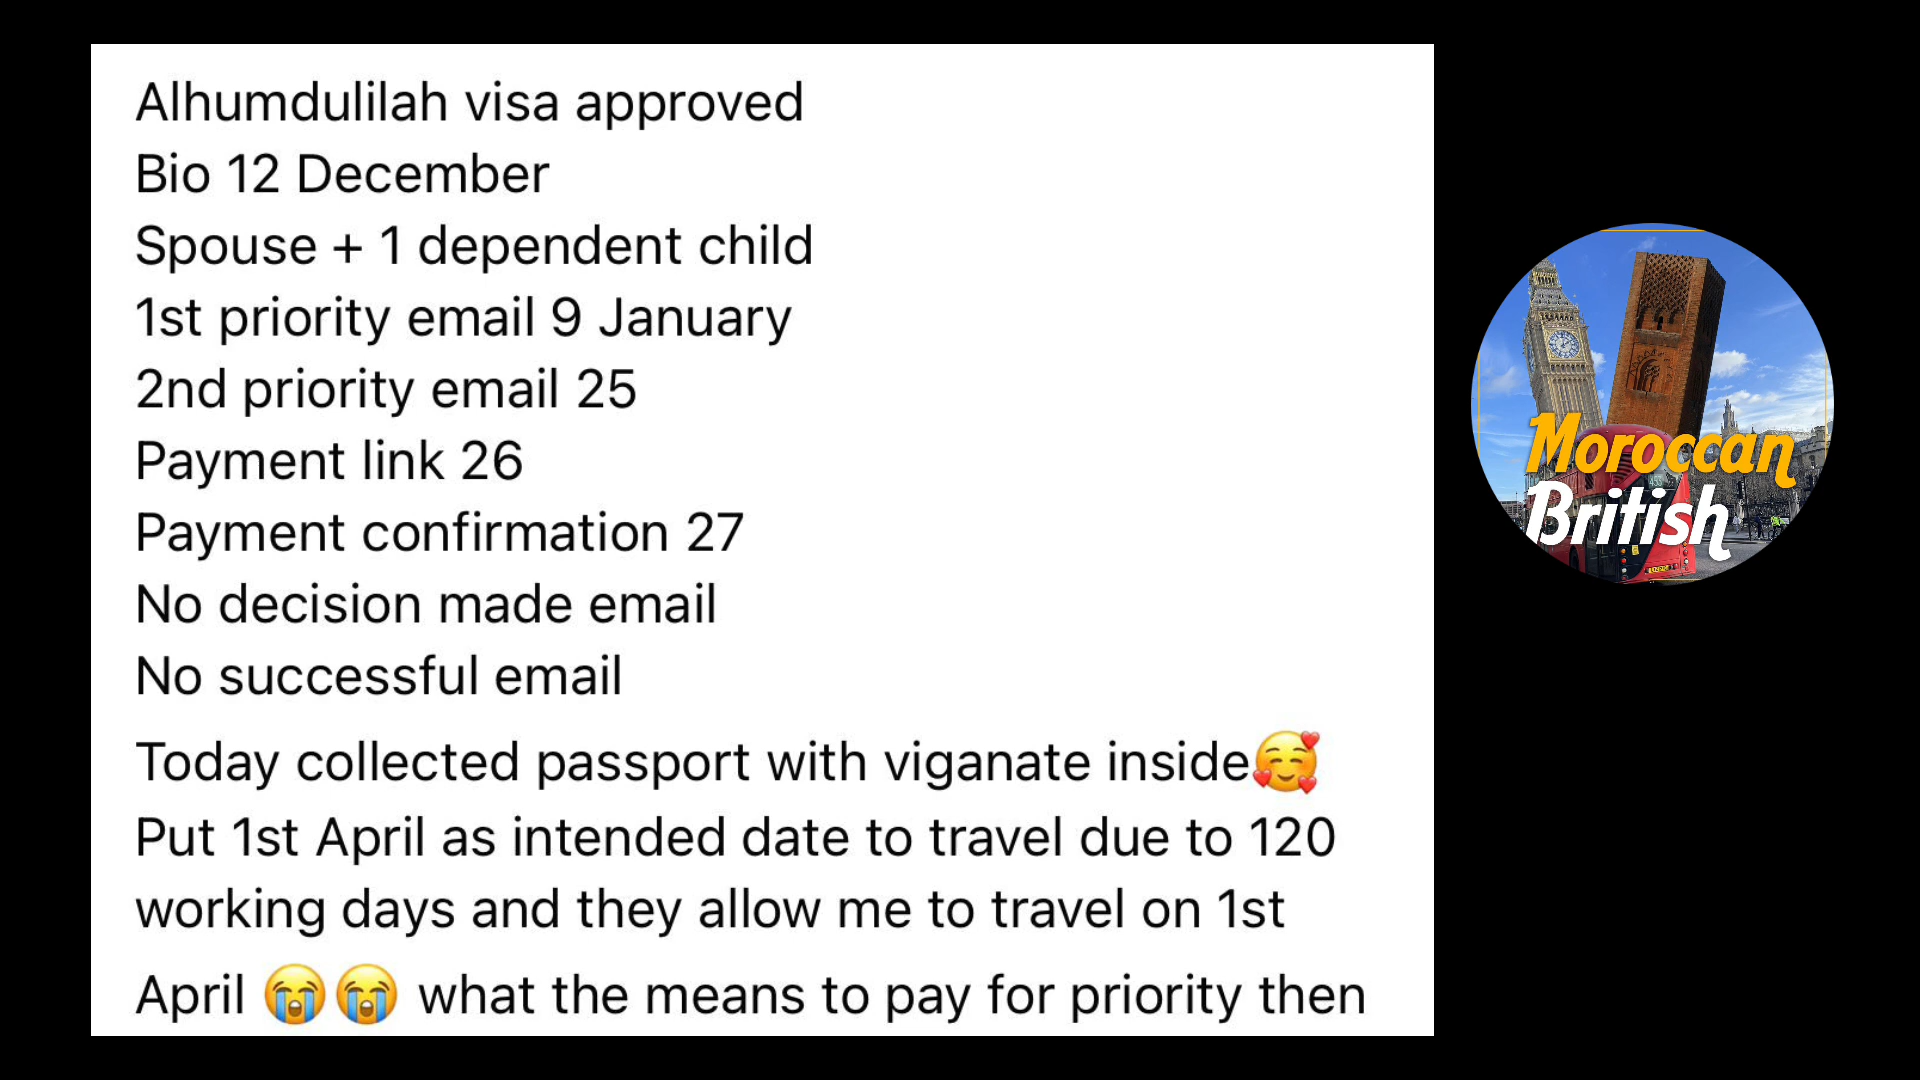 Alhumdulilah visa approved
Bio 12 December
Spouse + 1 dependent child
1st priority email 9 January
2nd priority email 25
Payment link 26
Payment confirmation 27
No decision made email
No successful email
Today collected passport with viganate inside🥰
Put 1st April as intended date to travel due to 120
working days and they allow me to travel on 1st
April 😭😭 what the means to pay for priority then
Moroccan
British